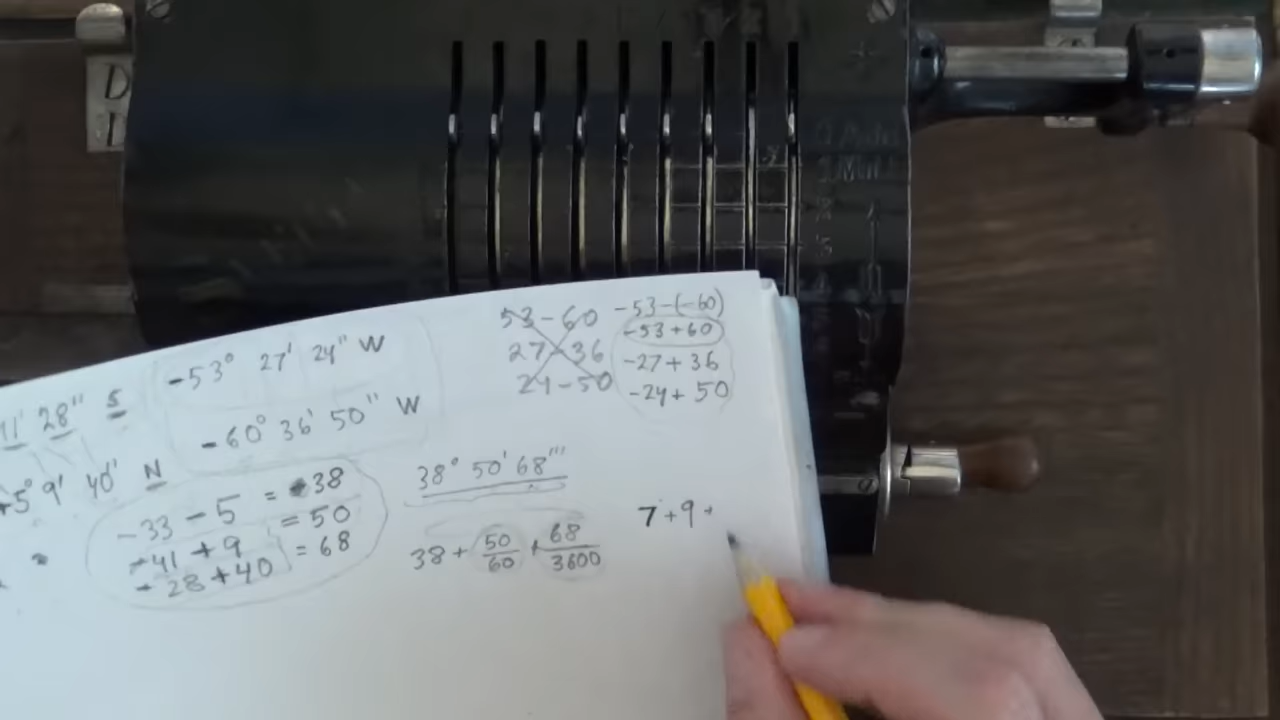 11' 28" S
+5° 9' 40" N
-53° 27' 24" W
-60° 36' 50" W
-33 - 5 = 38
-41 + 9 = 50
-28 + 40 = 68
53 - 60
27 - 36
24 - 50
-53-(-60)
-53+60
-27+36
-24+50
38° 50' 68'''
38 + 50/60 + 68/3600
7+9+
D